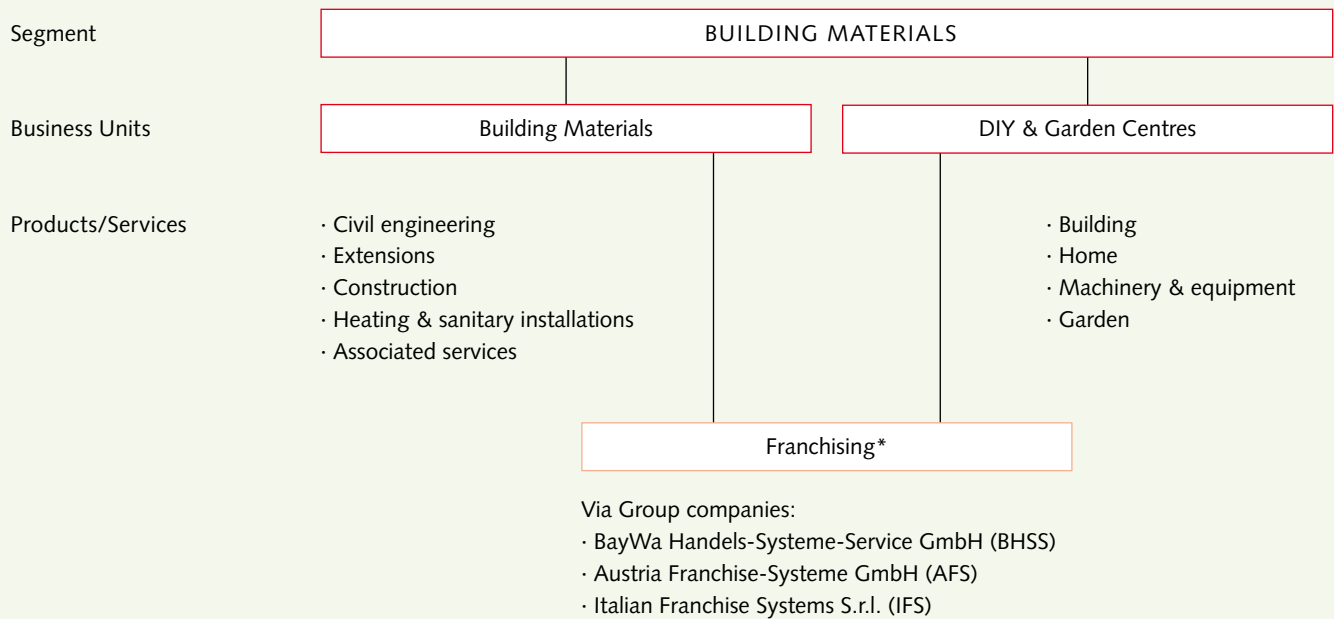 Segment
BUILDING MATERIALS
Business Units
Building Materials
DIY & Garden Centres
Products/Services
· Civil engineering
· Extensions
· Construction
· Heating & sanitary installations
· Associated services
· Building
· Home
· Machinery & equipment
· Garden
Franchising*
Via Group companies:
· BayWa Handels-Systeme-Service GmbH (BHSS)
· Austria Franchise-Systeme GmbH (AFS)
· Italian Franchise Systems S.r.l. (IFS)